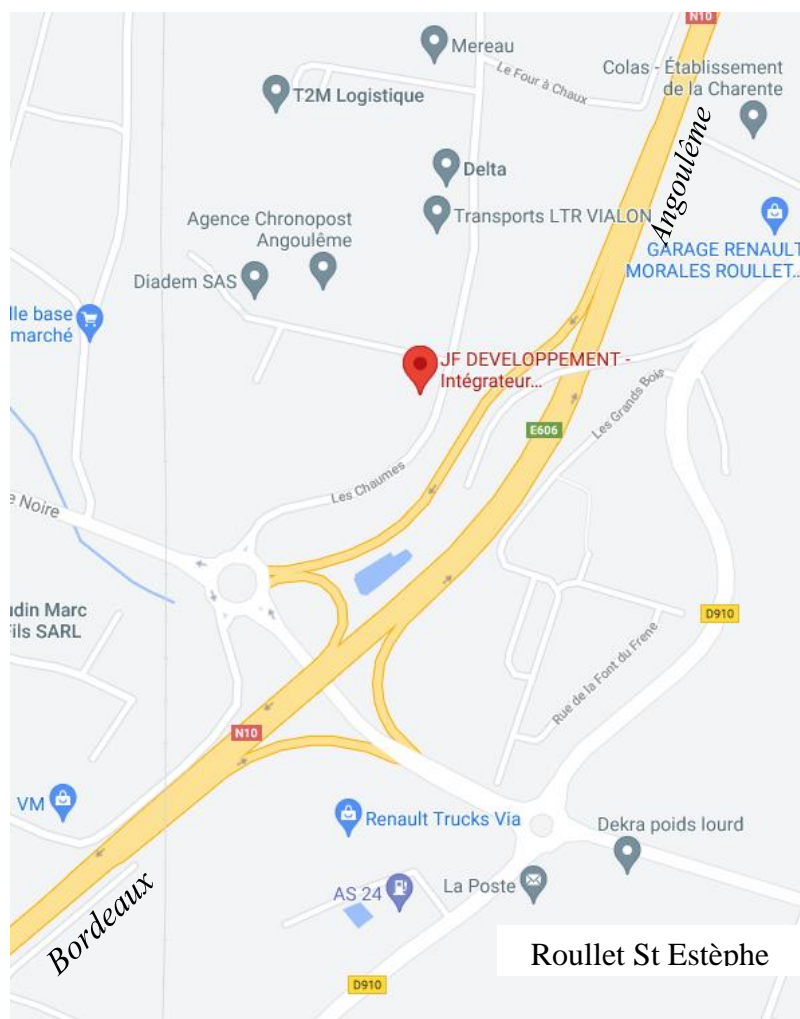 N10
Mereau
Le Four à Chaux
Colas - Établissement
de la Charente
T2M Logistique
Angoulême
Delta
Transports LTR VIALON
Agence Chronopost
Angoulême
GARAGE RENAULT
MORALES ROULLET...
Diadem SAS
lle base
marché
JF DEVELOPPEMENT -
Intégrateur...
Les Grands Bois
E606
Les Chaumes
e Noire
udin Marc
ils SARL
D910
Rue de la Font du Frene
N10
VM
Renault Trucks Via
Dekra poids lourd
AS 24
La Poste
Bordeaux
Roullet St Estèphe
D910